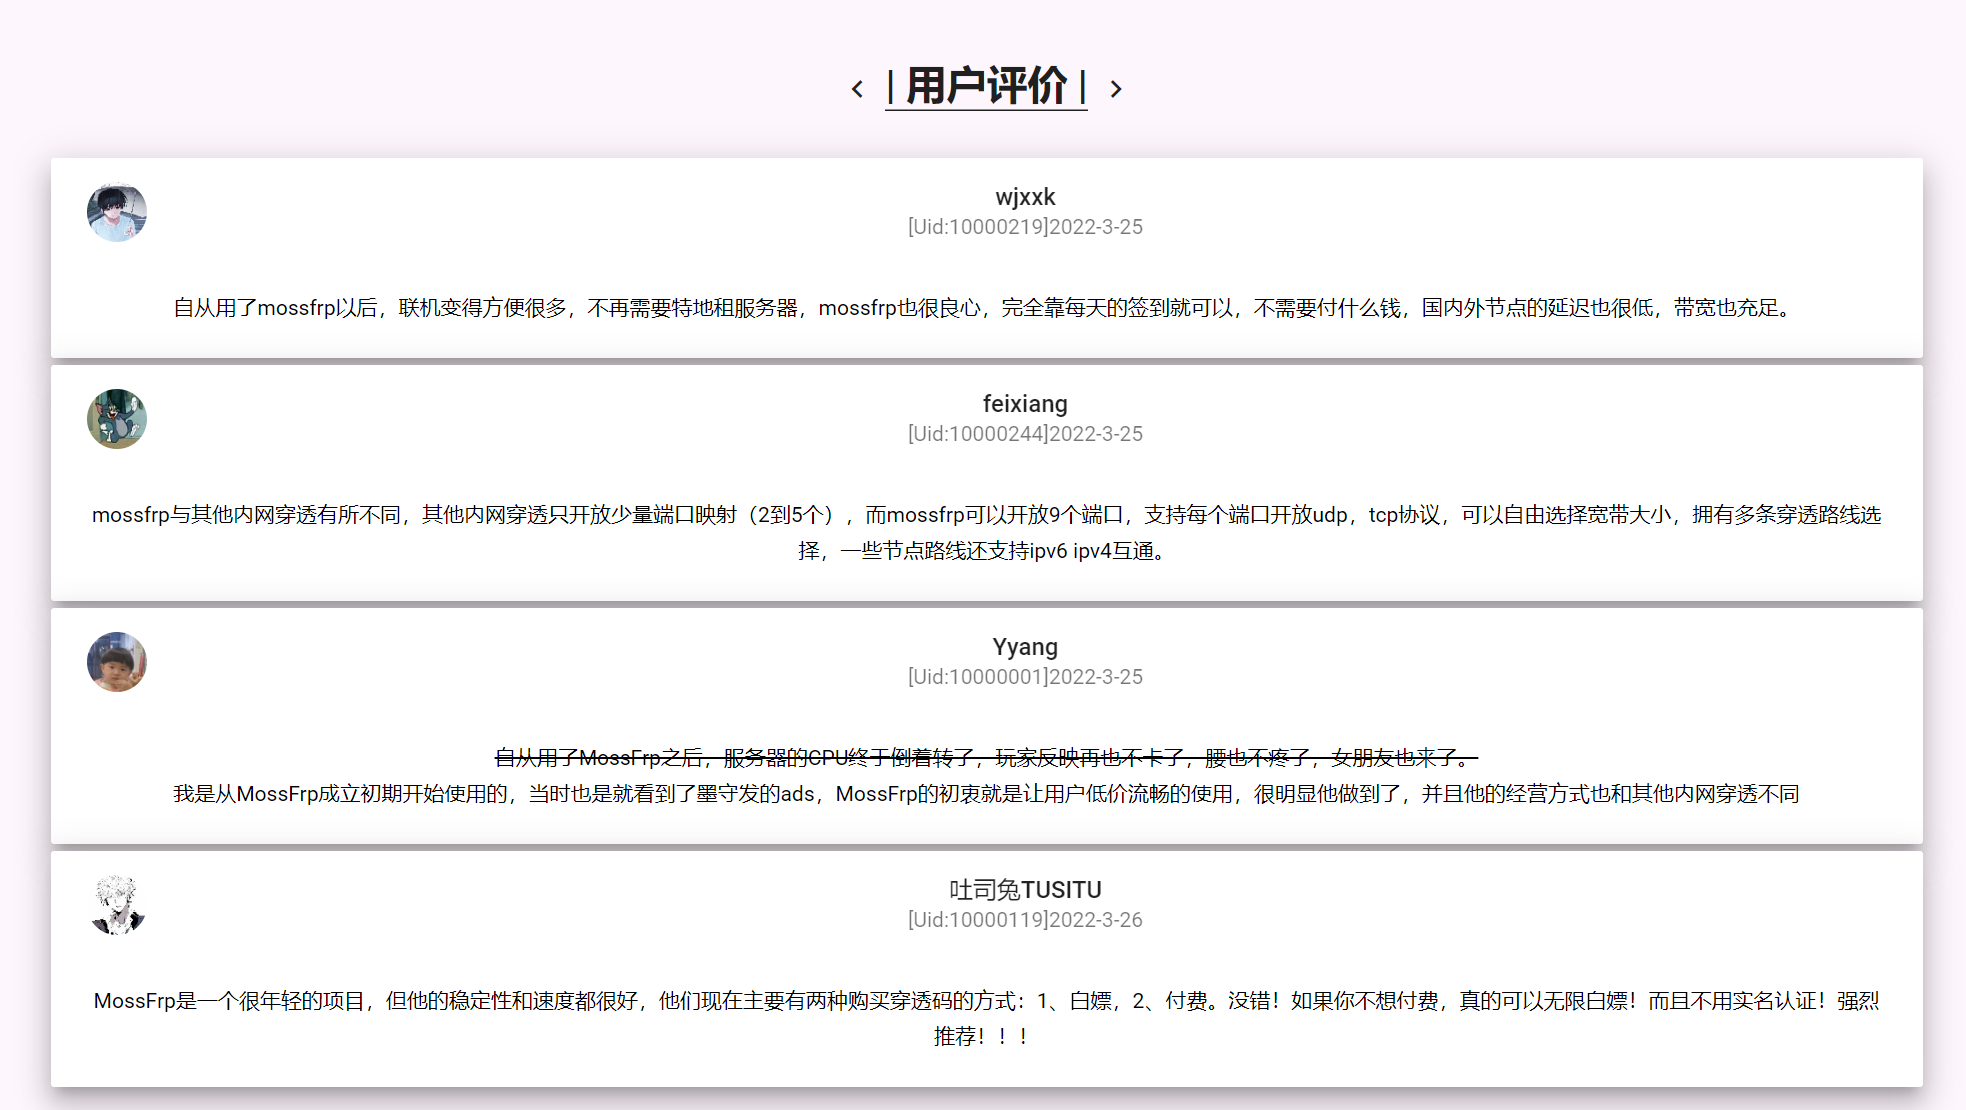 | 用户评价 |
wjxxk
[Uid:10000219]2022-3-25
自从用了mossfrp以后，联机变得方便很多，不再需要特地租服务器，mossfrp也很良心，完全靠每天的签到就可以，不需要付什么钱，国内外节点的延迟也很低，带宽也充足。
feixiang
[Uid:10000244]2022-3-25
mossfrp与其他内网穿透有所不同，其他内网穿透只开放少量端口映射（2到5个），而mossfrp可以开放9个端口，支持每个端口开放udp，tcp协议，可以自由选择宽带大小，拥有多条穿透路线选
择，一些节点路线还支持ipv6 ipv4互通。
Yyang
[Uid:10000001]2022-3-25
自从用了MossFrp之后，服务器的CPU终于倒着转了，玩家反映再也不卡了，腰也不疼了，女朋友也来了。
我是从MossFrp成立初期开始使用的，当时也是就看到了墨守发的ads，MossFrp的初衷就是让用户低价流畅的使用，很明显他做到了，并且他的经营方式也和其他内网穿透不同
吐司兔TUSITU
[Uid:10000119]2022-3-26
MossFrp是一个很年轻的项目，但他的稳定性和速度都很好，他们现在主要有两种购买穿透码的方式：1、白嫖，2、付费。没错！如果你不想付费，真的可以无限白嫖！而且不用实名认证！强烈
推荐！！！